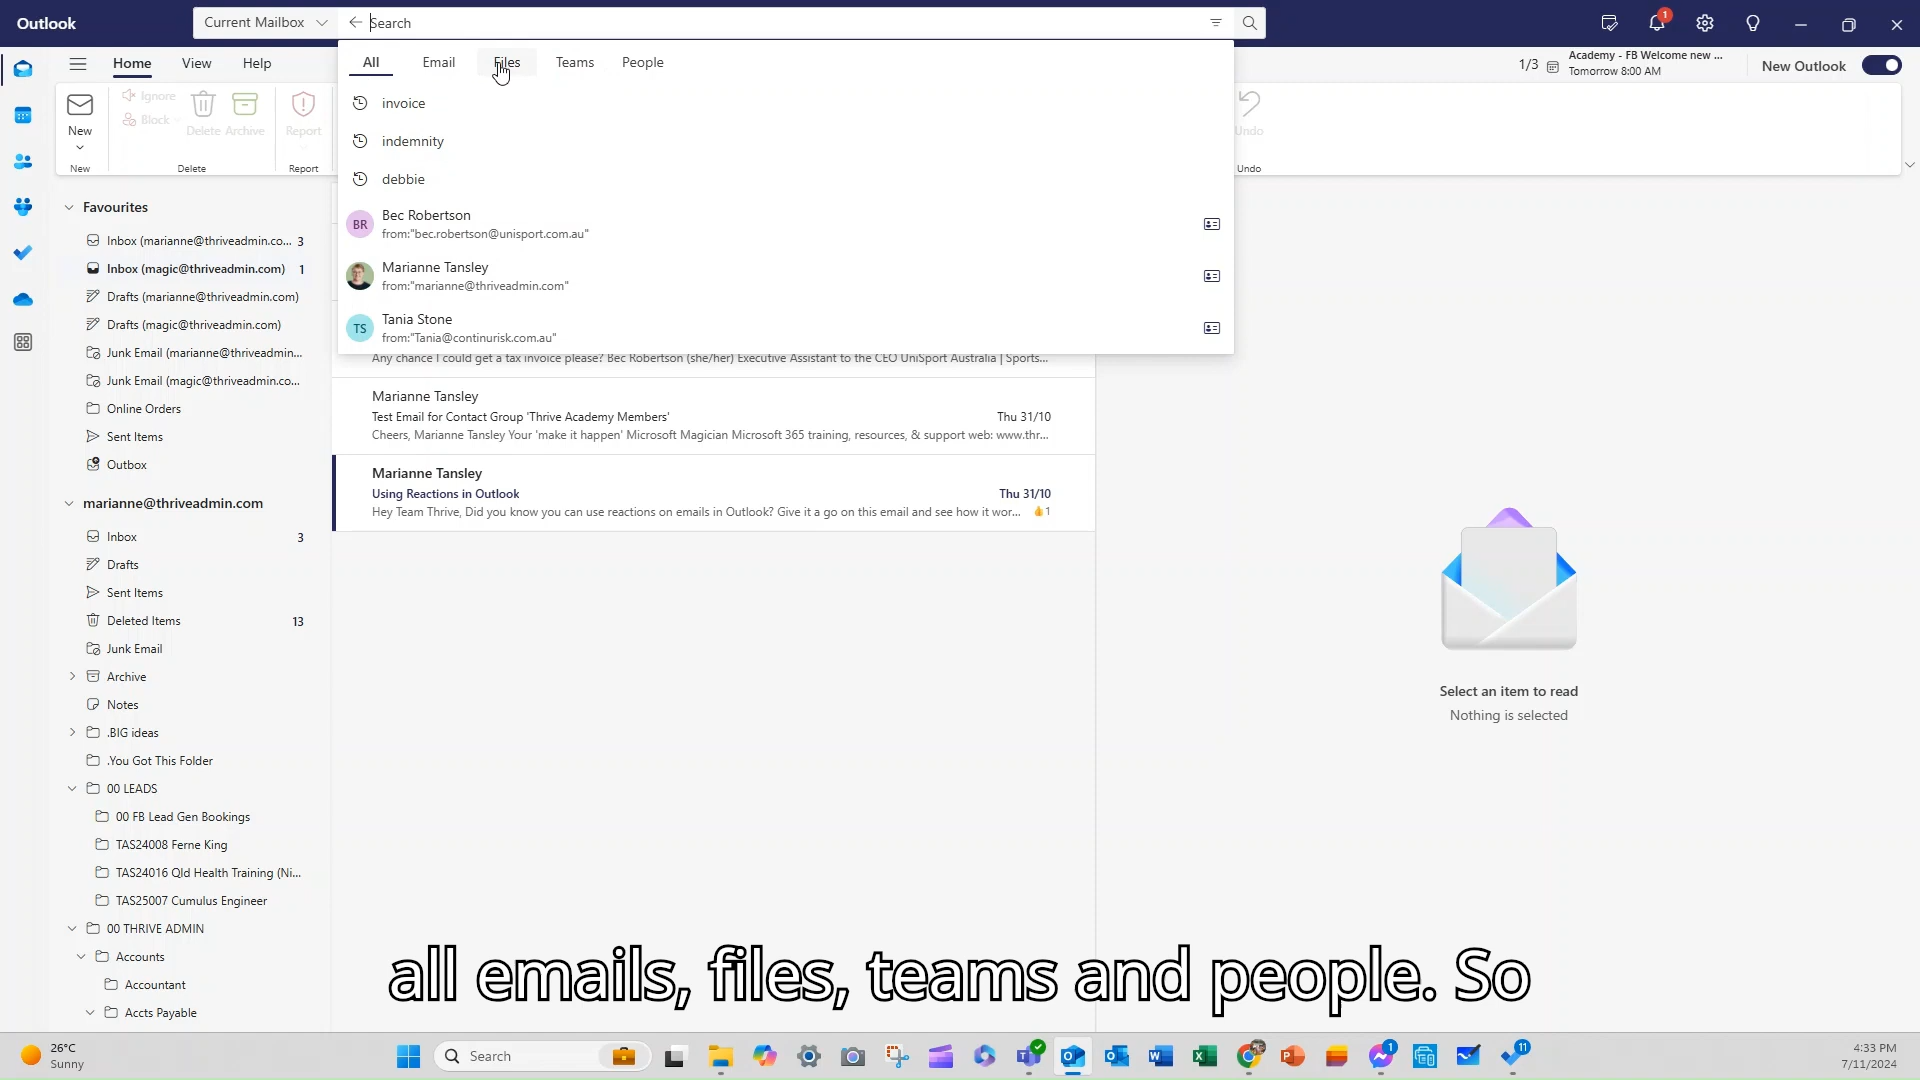 Outlook
Current Mailbox
Search
1
1/3
Academy - FB Welcome new ...
Tomorrow 8:00 AM
New Outlook
Home View Help
All Email Files Teams People
New
Ignore
Block
Delete
Archive
Report
Undo
New
Delete
Report
Undo
invoice
indemnity
debbie
BR
Bec Robertson
from:"bec.robertson@unisport.com.au"
Marianne Tansley
from:"marianne@thriveadmin.com"
TS
Tania Stone
from:"Tania@continurisk.com.au"
Favourites
Inbox (marianne@thriveadmin.co... 3
Inbox (magic@thriveadmin.com) 1
Drafts (marianne@thriveadmin.com)
Drafts (magic@thriveadmin.com)
Junk Email (marianne@thriveadmin...
Junk Email (magic@thriveadmin.co...
Online Orders
Sent Items
Outbox
marianne@thriveadmin.com
Inbox 3
Drafts
Sent Items
Deleted Items 13
Junk Email
Archive
Notes
.BIG ideas
.You Got This Folder
00 LEADS
00 FB Lead Gen Bookings
TAS24008 Ferne King
TAS24016 Qld Health Training (Ni...
TAS25007 Cumulus Engineer
00 THRIVE ADMIN
Accounts
Accountant
Accts Payable
Any chance I could get a tax invoice please? Bec Robertson (she/her) Executive Assistant to the CEO UniSport Australia | Sports...
Marianne Tansley
Test Email for Contact Group 'Thrive Academy Members' Thu 31/10
Cheers, Marianne Tansley Your 'make it happen' Microsoft Magician Microsoft 365 training, resources, & support web: www.thr...
Marianne Tansley
Using Reactions in Outlook Thu 31/10
Hey Team Thrive, Did you know you can use reactions on emails in Outlook? Give it a go on this email and see how it wor... 1
Select an item to read
Nothing is selected
all emails, files, teams and people. So
26°C
Sunny
Search
1
11
4:33 PM
7/11/2024